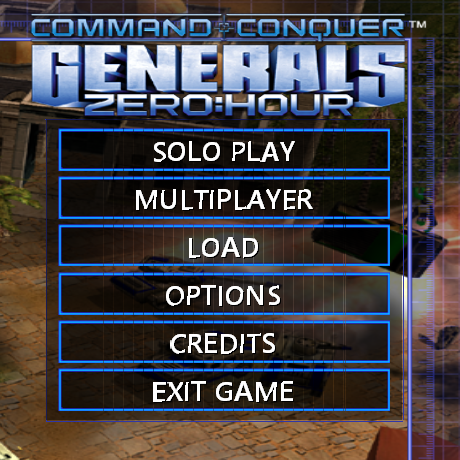 COMMAND & CONQUER™
GENERALS
ZERO:HOUR
SOLO PLAY
MULTIPLAYER
LOAD
OPTIONS
CREDITS
EXIT GAME